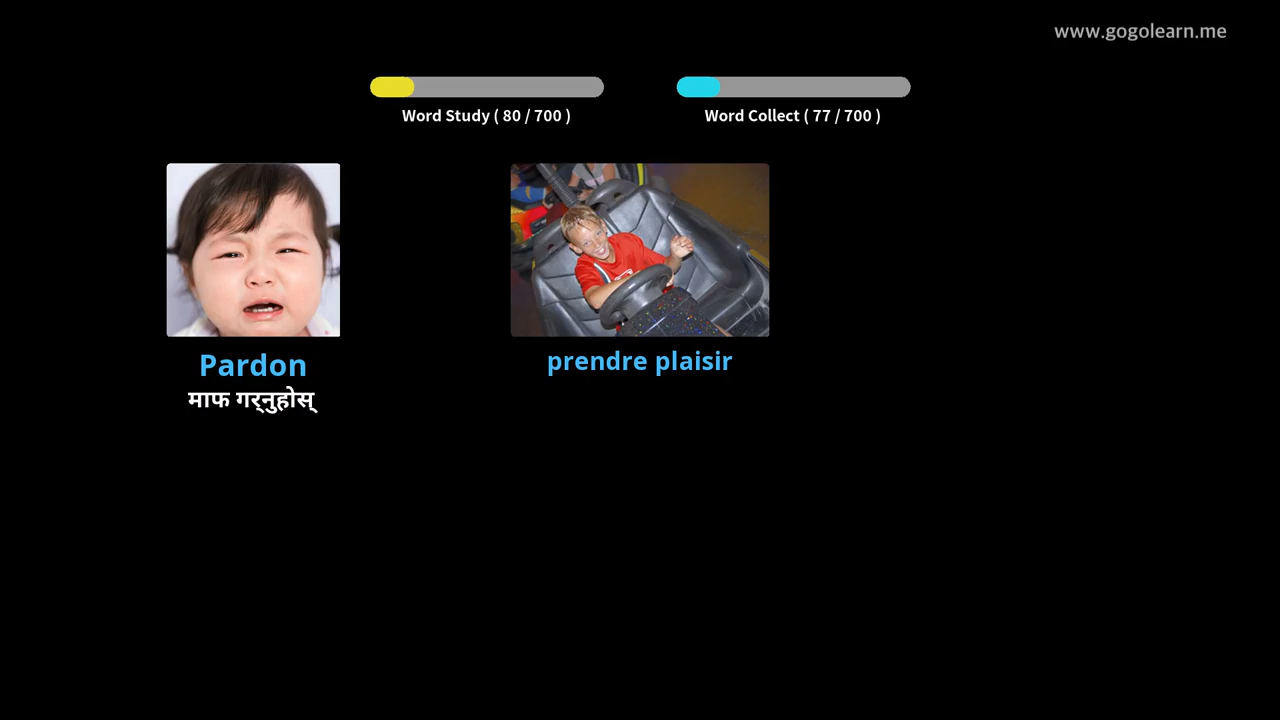 www.gogolearn.me
Word Study ( 80 / 700 )
Word Collect ( 77 / 700 )
Pardon
माफ गर्नुहोस्
prendre plaisir